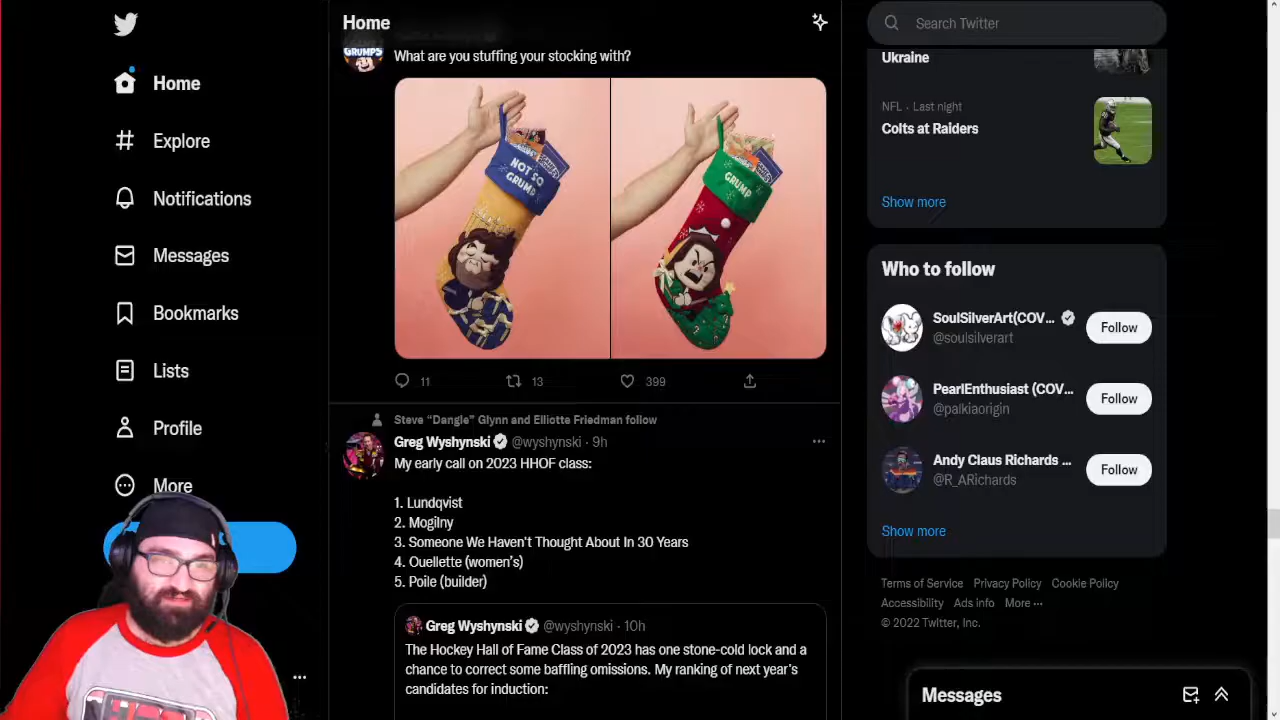 Home
Explore
Notifications
Messages
Bookmarks
Lists
Profile
More
Home
GRUMPS
What are you stuffing your stocking with?
NOT SO
GRUMP
GRUMP
11
13
399
Steve “Dangle” Glynn and Elliotte Friedman follow
Greg Wyshynski @wyshynski · 9h
My early call on 2023 HHOF class:
1. Lundqvist
2. Mogilny
3. Someone We Haven't Thought About In 30 Years
4. Ouellette (women’s)
5. Poile (builder)
Greg Wyshynski @wyshynski · 10h
The Hockey Hall of Fame Class of 2023 has one stone-cold lock and a
chance to correct some baffling omissions. My ranking of next year’s
candidates for induction:
Search Twitter
Ukraine
NFL · Last night
Colts at Raiders
Show more
Who to follow
SoulSilverArt(COV...
@soulsilverart
Follow
PearlEnthusiast (COV...
@palkiaorigin
Follow
Andy Claus Richards ...
@R_ARichards
Follow
Show more
Terms of Service Privacy Policy Cookie Policy
Accessibility Ads info More ···
© 2022 Twitter, Inc.
Messages